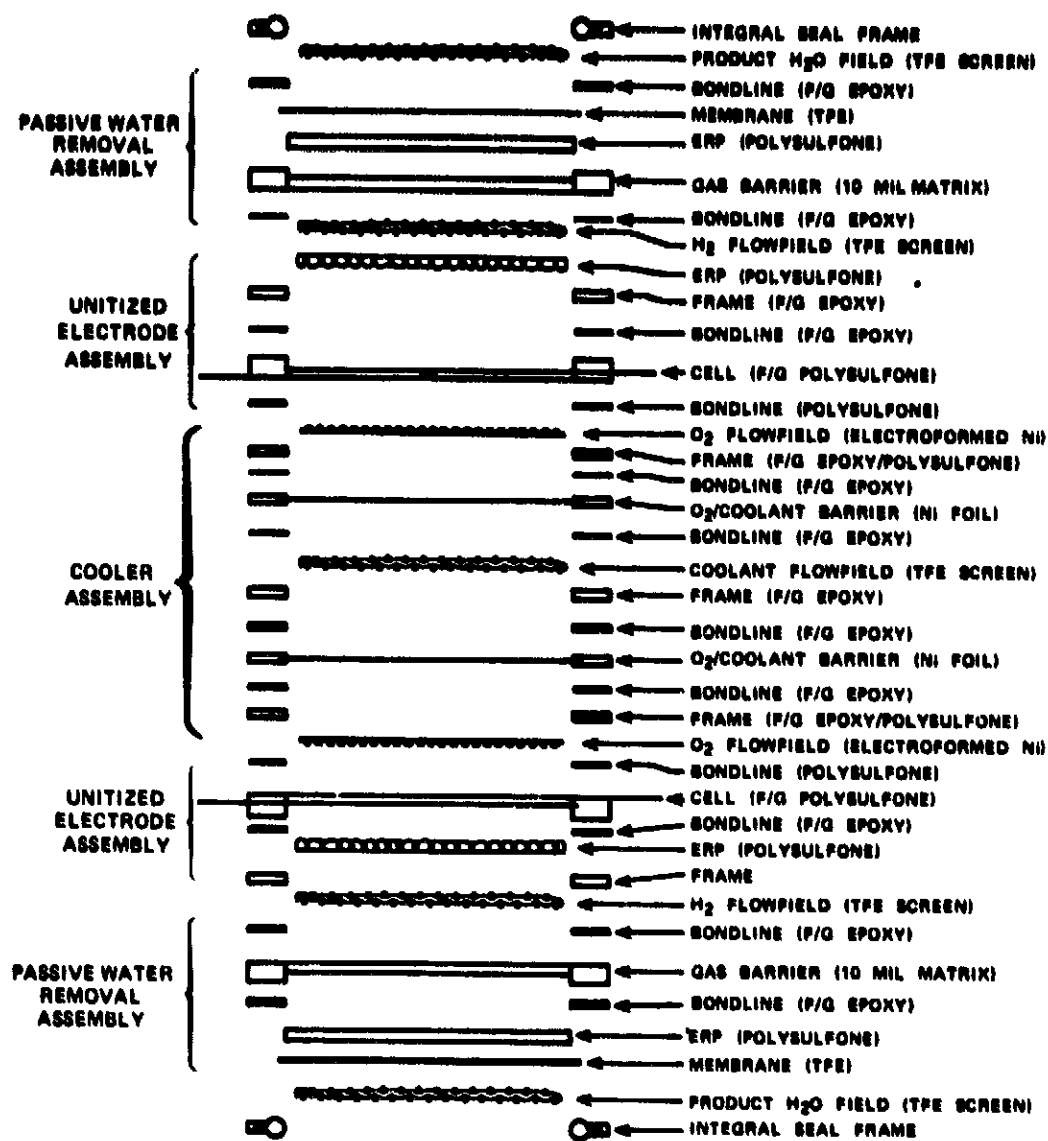 INTEGRAL SEAL FRAME
PRODUCT H₂O FIELD (TFE SCREEN)
BONDLINE (F/G EPOXY)
MEMBRANE (TFE)
ERP (POLYSULFONE)
GAS BARRIER (10 MIL MATRIX)
BONDLINE (F/G EPOXY)
H₂ FLOWFIELD (TFE SCREEN)
PASSIVE WATER
REMOVAL
ASSEMBLY
ERP (POLYSULFONE)
FRAME (F/G EPOXY)
BONDLINE (F/G EPOXY)
CELL (F/G POLYSULFONE)
BONDLINE (POLYSULFONE)
UNITIZED
ELECTRODE
ASSEMBLY
O₂ FLOWFIELD (ELECTROFORMED Ni)
FRAME (F/G EPOXY/POLYSULFONE)
BONDLINE (F/G EPOXY)
O₂/COOLANT BARRIER (Ni FOIL)
BONDLINE (F/G EPOXY)
COOLANT FLOWFIELD (TFE SCREEN)
FRAME (F/G EPOXY)
BONDLINE (F/G EPOXY)
O₂/COOLANT BARRIER (Ni FOIL)
BONDLINE (F/G EPOXY)
FRAME (F/G EPOXY/POLYSULFONE)
O₂ FLOWFIELD (ELECTROFORMED Ni)
COOLER
ASSEMBLY
BONDLINE (POLYSULFONE)
CELL (F/G POLYSULFONE)
BONDLINE (F/G EPOXY)
ERP (POLYSULFONE)
FRAME
H₂ FLOWFIELD (TFE SCREEN)
UNITIZED
ELECTRODE
ASSEMBLY
BONDLINE (F/G EPOXY)
GAS BARRIER (10 MIL MATRIX)
BONDLINE (F/G EPOXY)
ERP (POLYSULFONE)
MEMBRANE (TFE)
PASSIVE WATER
REMOVAL
ASSEMBLY
PRODUCT H₂O FIELD (TFE SCREEN)
INTEGRAL SEAL FRAME